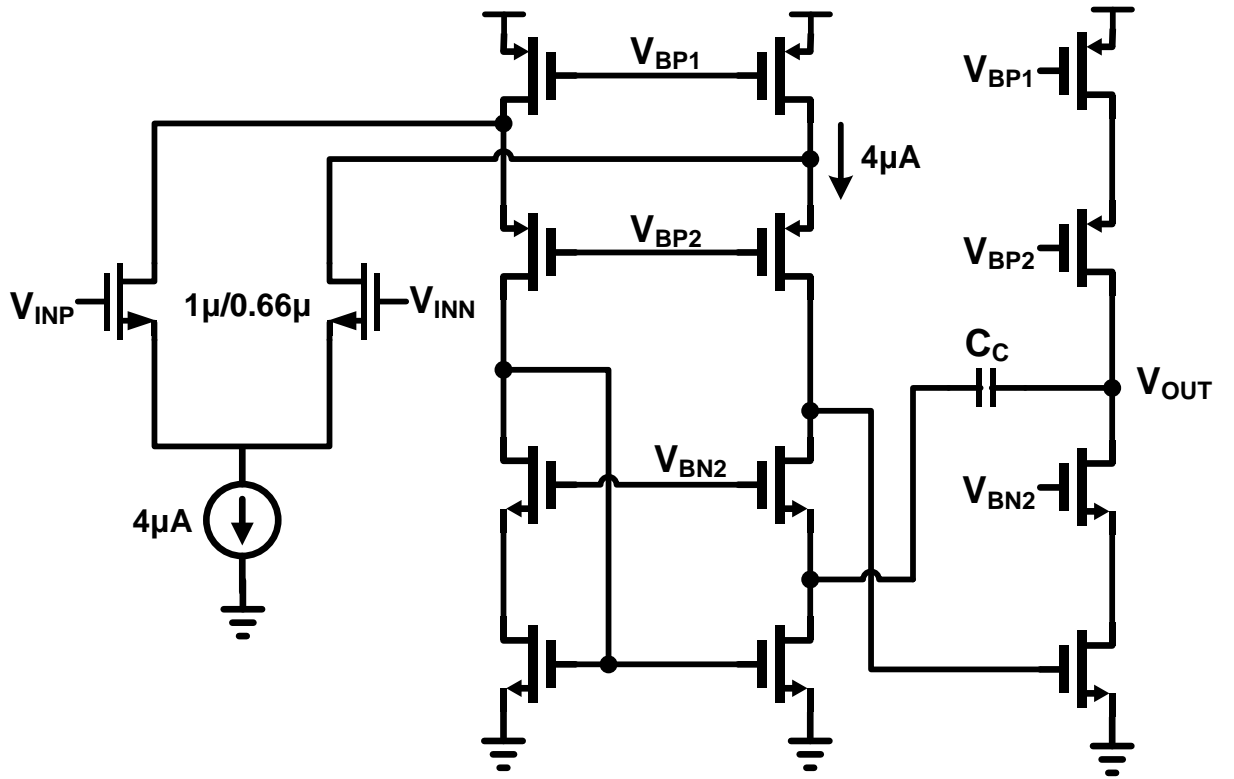 V_BP1
V_BP1
4µA
V_BP2
V_BP2
V_INP
1µ/0.66µ
V_INN
C_C
V_OUT
V_BN2
V_BN2
4µA